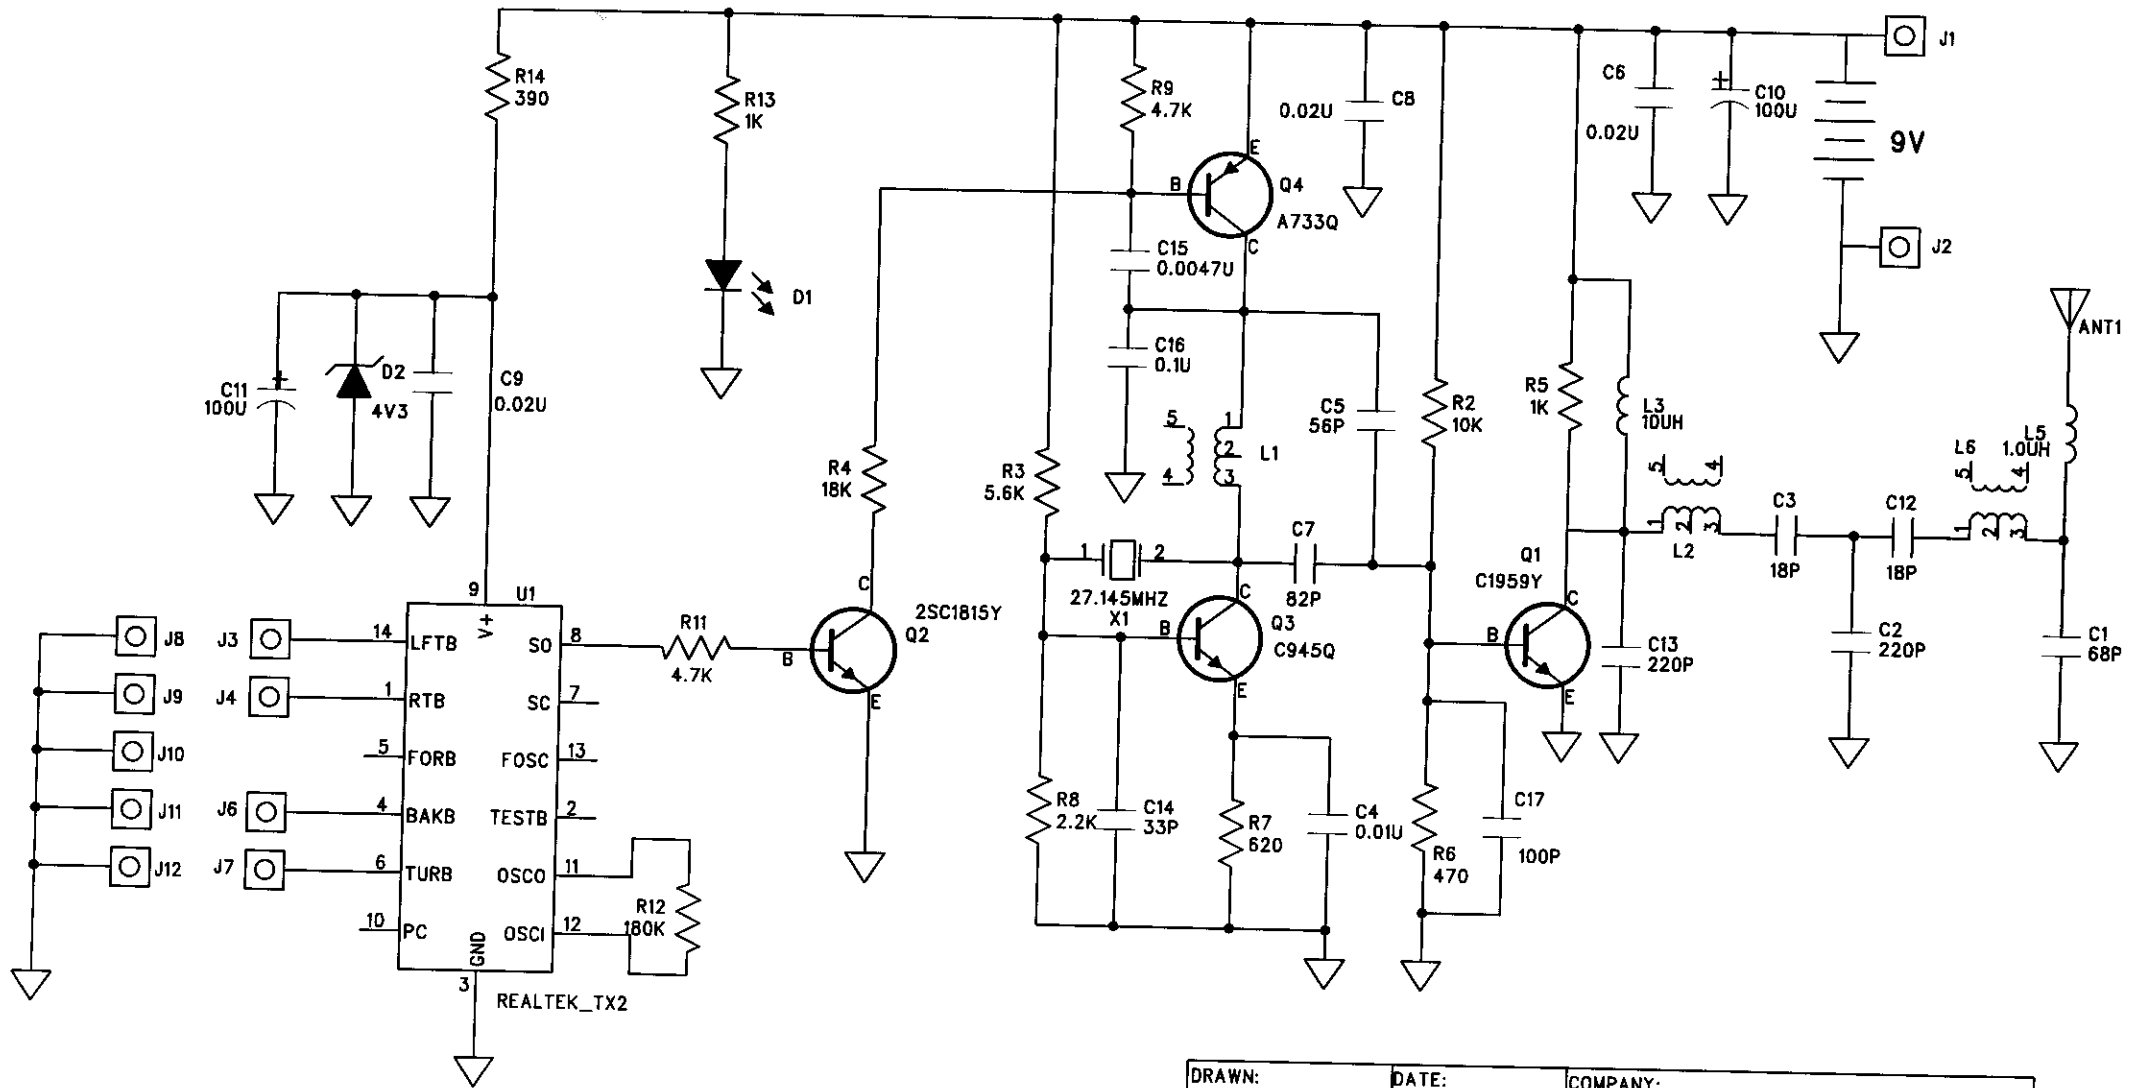 J1
R14
390
R13
1K
R9
4.7K
0.02U
C8
C6
0.02U
+
C10
100U
9V
E
B
Q4
A733Q
C
J2
C15
0.0047U
D1
ANT1
C16
0.1U
+
C11
100U
D2
4V3
C9
0.02U
R4
18K
R3
5.6K
5
4
1
2
3
L1
C5
56P
R2
10K
R5
1K
L3
10UH
L6
L5
1.0UH
5
4
5
4
1
2
3
L2
C3
18P
C12
18P
1
2
3
1
2
27.145MHZ
X1
C7
82P
Q1
C1959Y
C
B
E
C13
220P
C2
220P
C1
68P
C
2SC1815Y
Q2
B
E
C
B
Q3
C945Q
E
9
U1
V+
J8
J3
14
LFTB
SO
8
R11
4.7K
J9
J4
1
RTB
SC
7
J10
5
FORB
FOSC
13
J11
J6
4
BAKB
TESTB
2
J12
J7
6
TURB
OSCO
11
R12
180K
10
PC
OSCI
12
GND
3
REALTEK_TX2
R8
2.2K
C14
33P
R7
620
C4
0.01U
R6
470
C17
100P
DRAWN:
DATE:
COMPANY: